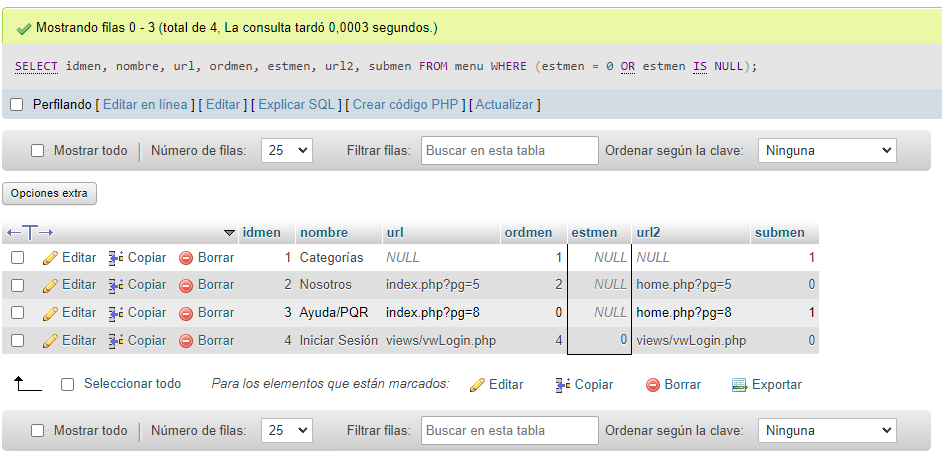 Mostrando filas 0 - 3 (total de 4, La consulta tardó 0,0003 segundos.)
SELECT idmen, nombre, url, ordmen, estmen, url2, submen FROM menu WHERE (estmen = 0 OR estmen IS NULL);
Perfilando [ Editar en línea ] [ Editar ] [ Explicar SQL ] [ Crear código PHP ] [ Actualizar ]
Mostrar todo Número de filas: 25 Filtrar filas: Buscar en esta tabla Ordenar según la clave: Ninguna
Opciones extra
←T→ idmen nombre url ordmen estmen url2 submen
Editar Copiar Borrar 1 Categorías NULL 1 NULL NULL 1
Editar Copiar Borrar 2 Nosotros index.php?pg=5 2 NULL home.php?pg=5 0
Editar Copiar Borrar 3 Ayuda/PQR index.php?pg=8 0 NULL home.php?pg=8 1
Editar Copiar Borrar 4 Iniciar Sesión views/vwLogin.php 4 0 views/vwLogin.php 0
Seleccionar todo Para los elementos que están marcados: Editar Copiar Borrar Exportar
Mostrar todo Número de filas: 25 Filtrar filas: Buscar en esta tabla Ordenar según la clave: Ninguna